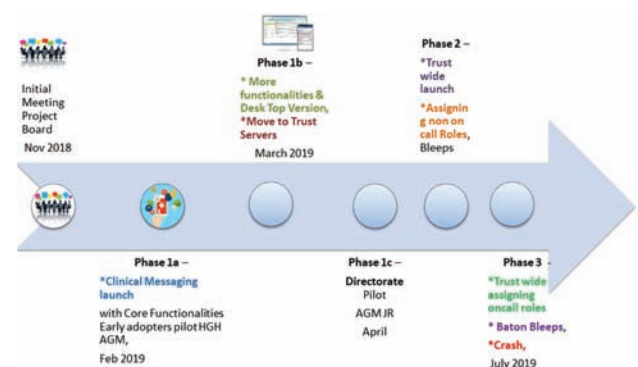 Initial
Meeting
Project
Board
Nov 2018
Phase 1b –
* More
functionalities &
Desk Top Version,
*Move to Trust
Servers
March 2019
Phase 2 –
*Trust
wide
launch
*Assignin
g non on
call Roles,
Bleeps
Phase 1a –
*Clinical Messaging
launch
with Core Functionalities
Early adopters pilot HGH
AGM,
Feb 2019
Phase 1c –
Directorate
Pilot
AGM JR
April
Phase 3 -
*Trust wide
assigning
oncall roles
* Baton Bleeps,
*Crash,
July 2019